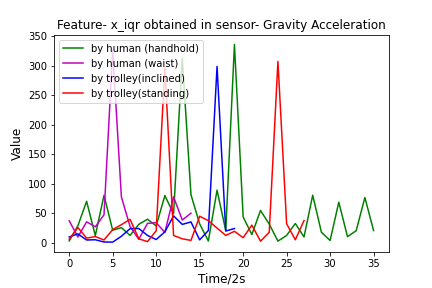 Feature- x_iqr obtained in sensor- Gravity Acceleration
350
300
250
200
150
100
50
0
Value
by human (handhold)
by human (waist)
by trolley(inclined)
by trolley(standing)
0
5
10
15
20
25
30
35
Time/2s